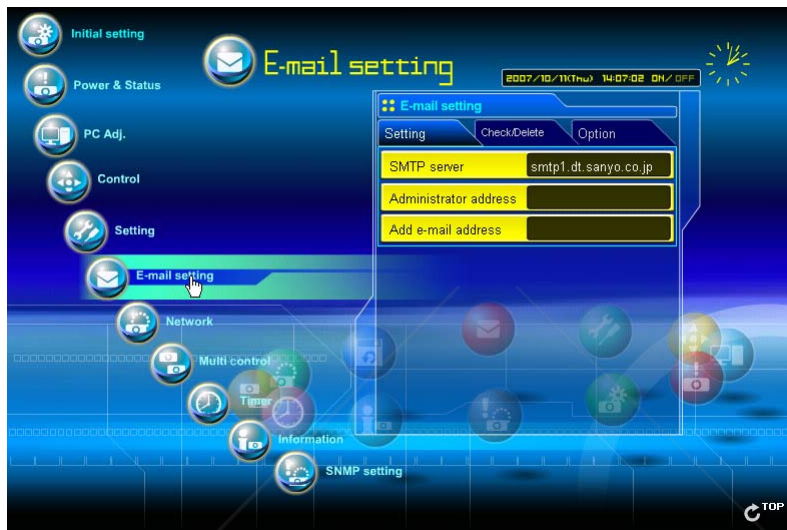 Initial setting
Power & Status
PC Adj.
Control
Setting
E-mail setting
Network
Multi control
Timer
Information
SNMP setting
E-mail setting
2007/10/11(Thu) 14:07:02 ON/OFF
E-mail setting
Setting Check/Delete Option
SMTP server smtp1.dt.sanyo.co.jp
Administrator address
Add e-mail address
TOP